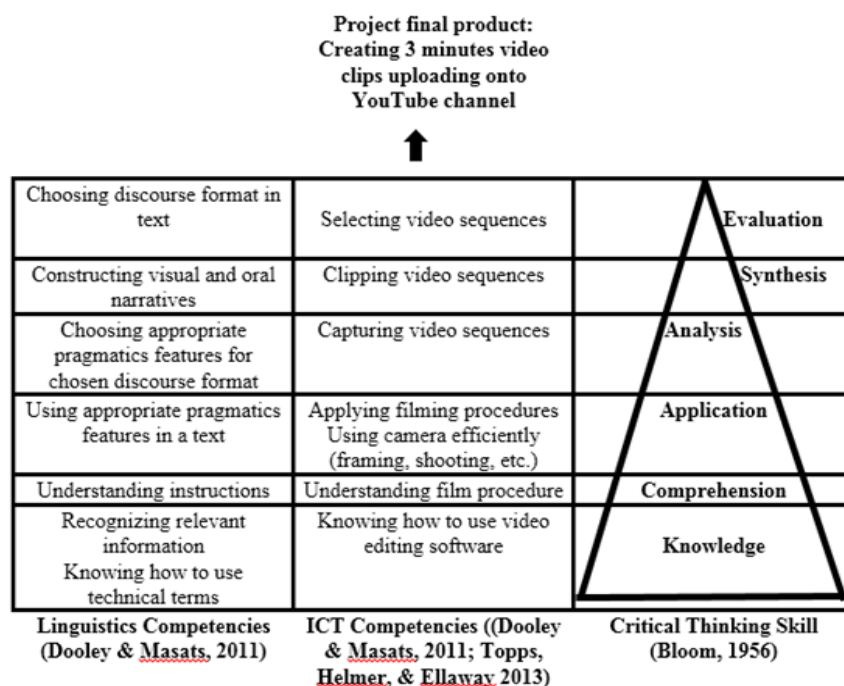 Project final product:
Creating 3 minutes video
clips uploading onto
YouTube channel
Choosing discourse format in
text
Selecting video sequences
Evaluation
Constructing visual and oral
narratives
Clipping video sequences
Synthesis
Choosing appropriate
pragmatics features for
chosen discourse format
Capturing video sequences
Analysis
Using appropriate pragmatics
features in a text
Applying filming procedures
Using camera efficiently
(framing, shooting, etc.)
Application
Understanding instructions
Understanding film procedure
Comprehension
Recognizing relevant
information
Knowing how to use
technical terms
Knowing how to use video
editing software
Knowledge
Linguistics Competencies
(Dooley & Masats, 2011)
ICT Competencies ((Dooley
& Masats, 2011; Topps,
Helmer, & Ellaway 2013)
Critical Thinking Skill
(Bloom, 1956)